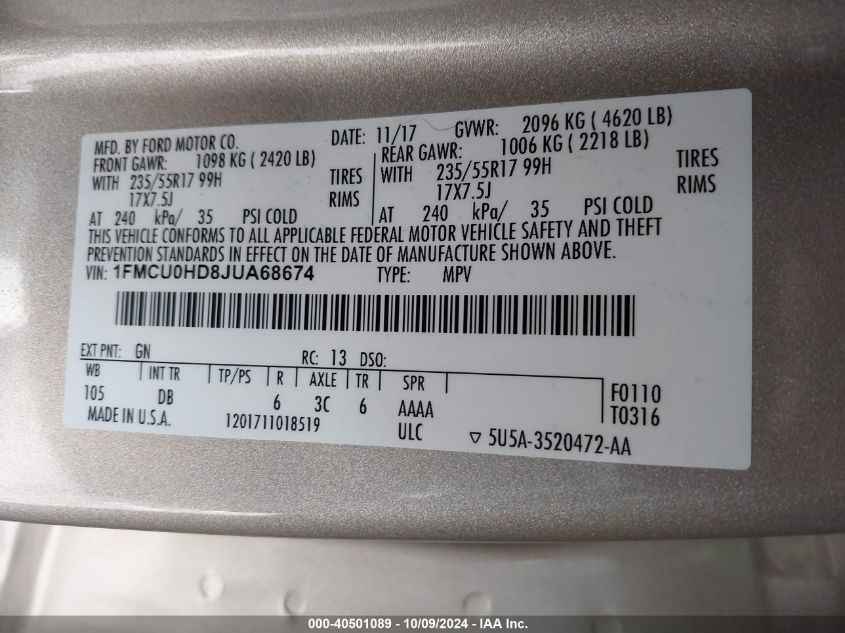 MFD. BY FORD MOTOR CO. DATE: 11/17 GVWR: 2096 KG ( 4620 LB)
FRONT GAWR: 1098 KG ( 2420 LB) REAR GAWR: 1006 KG ( 2218 LB)
WITH 235/55R17 99H TIRES WITH 235/55R17 99H TIRES
17X7.5J RIMS 17X7.5J RIMS
AT 240 kPa/ 35 PSI COLD AT 240 kPa/ 35 PSI COLD
THIS VEHICLE CONFORMS TO ALL APPLICABLE FEDERAL MOTOR VEHICLE SAFETY AND THEFT
PREVENTION STANDARDS IN EFFECT ON THE DATE OF MANUFACTURE SHOWN ABOVE.
VIN: 1FMCU0HD8JUA68674 TYPE: MPV
EXT PNT: GN RC: 13 DSO:
WB INT TR TP/PS R AXLE TR SPR
105 DB 6 3C 6 AAAA F0110
MADE IN U.S.A. 1201711018519 ULC T0316
5U5A-3520472-AA
000-40501089 - 10/09/2024 - IAA Inc.